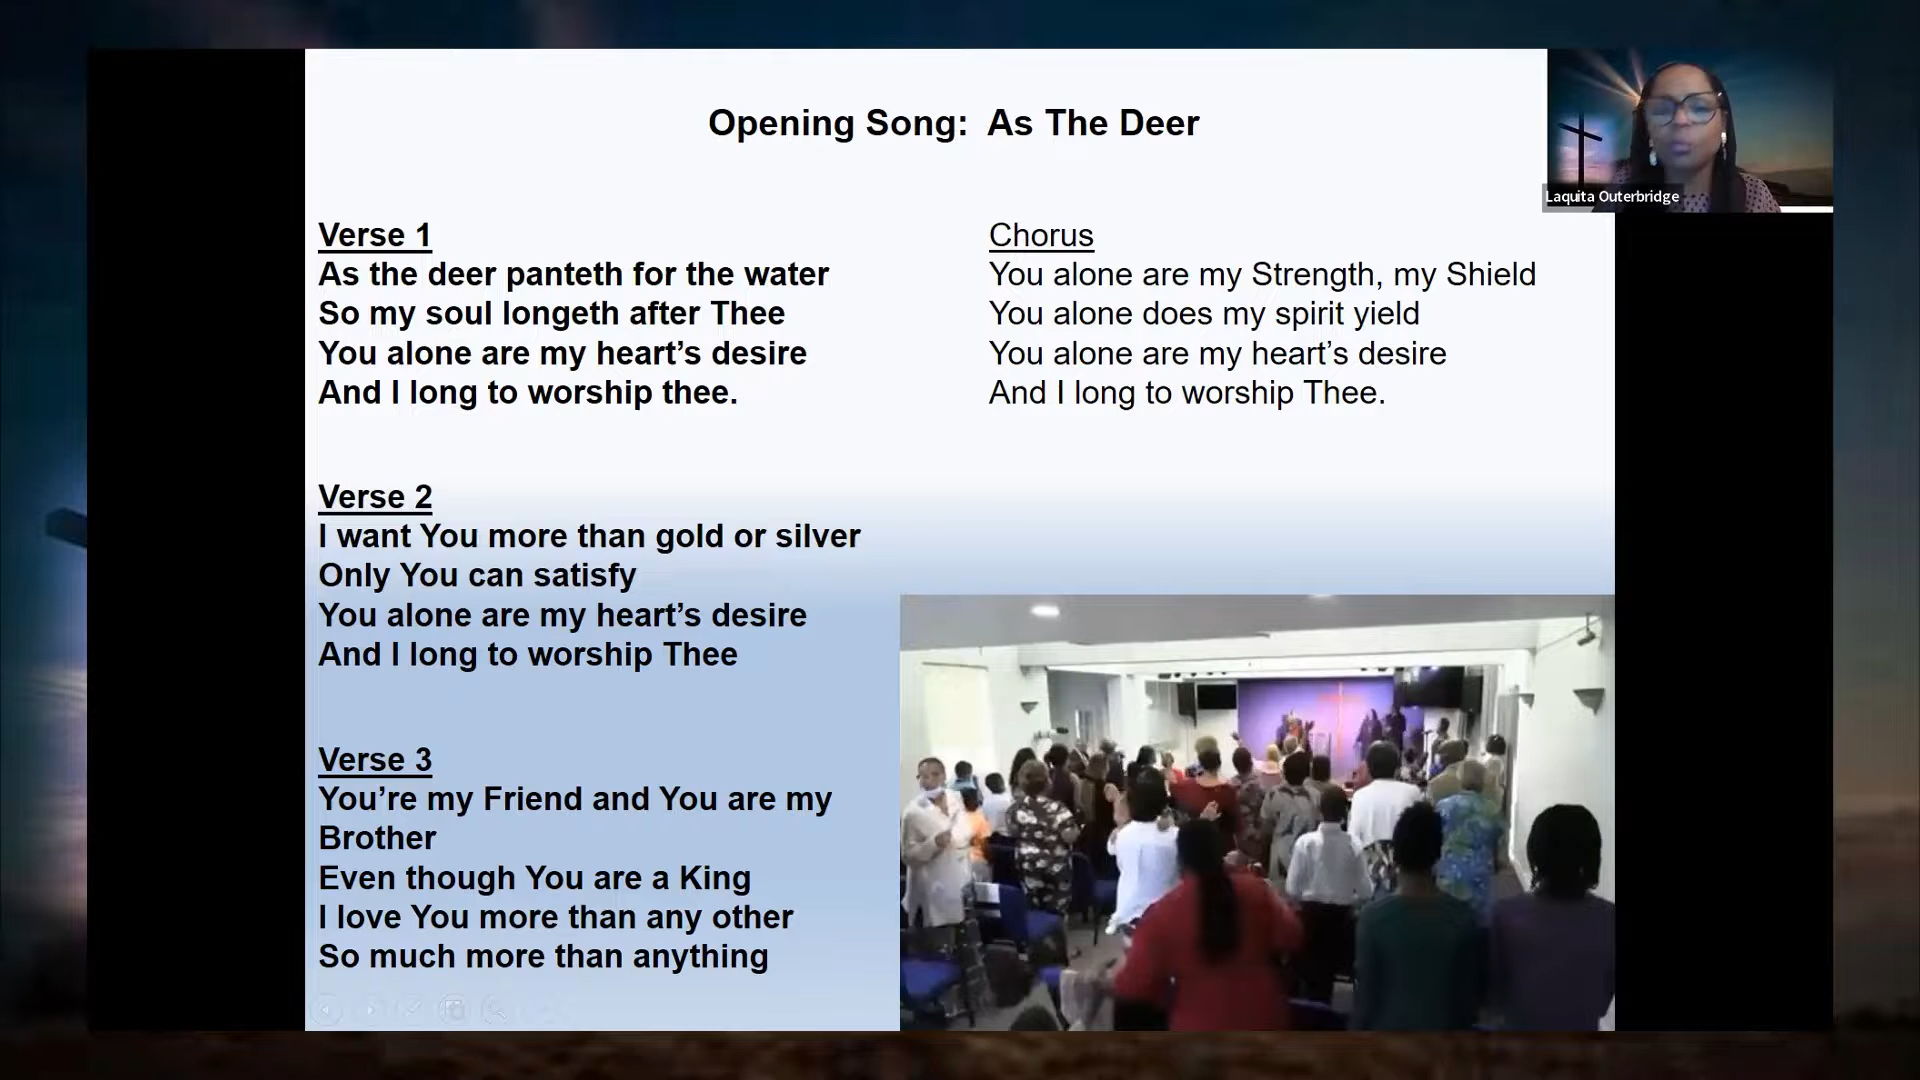 Opening Song:  As The Deer
Laquita Outerbridge
Verse 1
As the deer panteth for the water
So my soul longeth after Thee
You alone are my heart’s desire
And I long to worship thee.
Chorus
You alone are my Strength, my Shield
You alone does my spirit yield
You alone are my heart’s desire
And I long to worship Thee.
Verse 2
I want You more than gold or silver
Only You can satisfy
You alone are my heart’s desire
And I long to worship Thee
Verse 3
You’re my Friend and You are my
Brother
Even though You are a King
I love You more than any other
So much more than anything